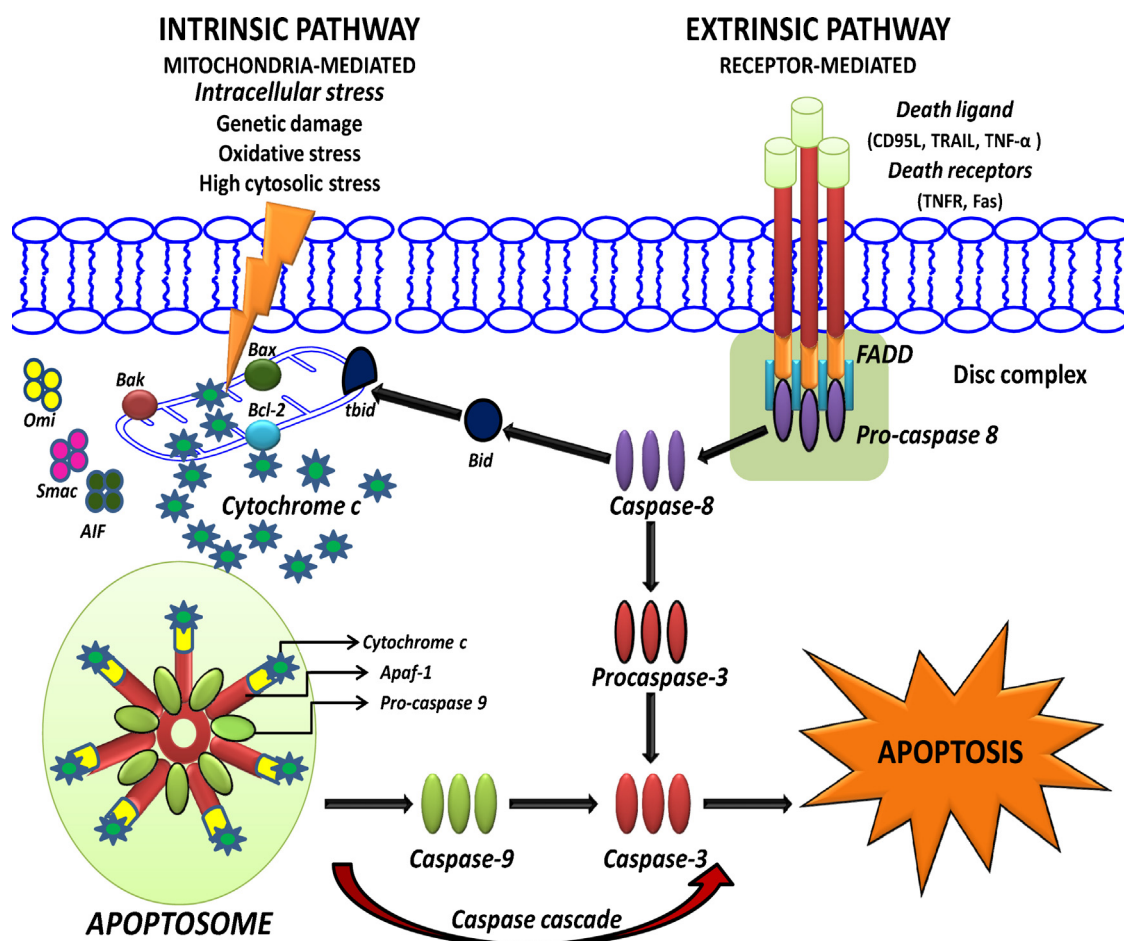 INTRINSIC PATHWAY
MITOCHONDRIA-MEDIATED
Intracellular stress
Genetic damage
Oxidative stress
High cytosolic stress
EXTRINSIC PATHWAY
RECEPTOR-MEDIATED
Death ligand
(CD95L, TRAIL, TNF-α )
Death receptors
(TNFR, Fas)
Bax
Bak
Omi
Bcl-2
tbid
Smac
AIF
Cytochrome c
Bid
FADD
Disc complex
Pro-caspase 8
Caspase-8
Procaspase-3
Cytochrome c
Apaf-1
Pro-caspase 9
APOPTOSIS
Caspase-9
Caspase-3
Caspase cascade
APOPTOSOME